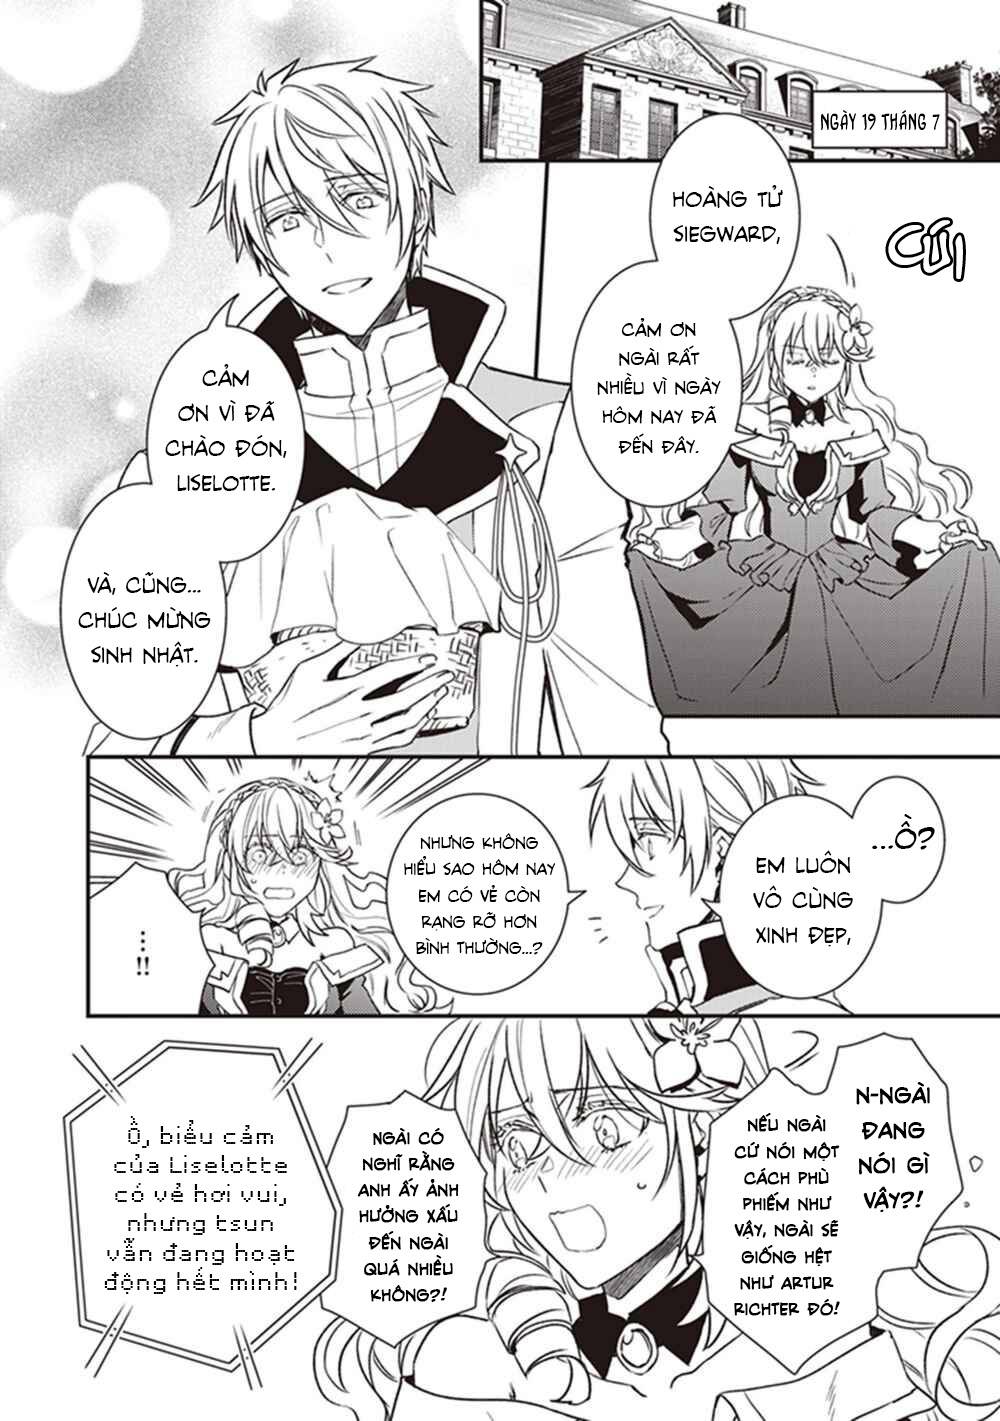 NGÀY 19 THÁNG 7
HOÀNG TỬ
SIEGWARD,
CÚI
CẢM ƠN
NGÀI RẤT
NHIỀU VÌ NGÀY
HÔM NAY ĐÃ
ĐẾN ĐÂY.
CẢM
ƠN VÌ ĐÃ
CHÀO ĐÓN,
LISELOTTE.
VÀ, CŨNG...
CHÚC MỪNG
SINH NHẬT.
...Ồ?
EM LUÔN
VÔ CÙNG
XINH ĐẸP,
NHƯNG KHÔNG
HIỂU SAO HÔM NAY
EM CÓ VẺ CÒN
RẠNG RỠ HƠN
BÌNH THƯỜNG...?
...!!
N-NGÀI
ĐANG
NÓI GÌ
VẬY?!
NẾU NGÀI
CỨ NÓI MỘT
CÁCH PHÙ
PHIẾM NHƯ
VẬY, NGÀI SẼ
GIỐNG HỆT
NHƯ ARTUR
RICHTER ĐÓ!
NGÀI CÓ
NGHĨ RẰNG
ANH ẤY ẢNH
HƯỞNG XẤU
ĐẾN NGÀI
QUÁ NHIỀU
KHÔNG?!
Ồ, biểu cảm
của Liselotte
có vẻ hơi vui,
nhưng tsun
vẫn đang hoạt
động hết mình!